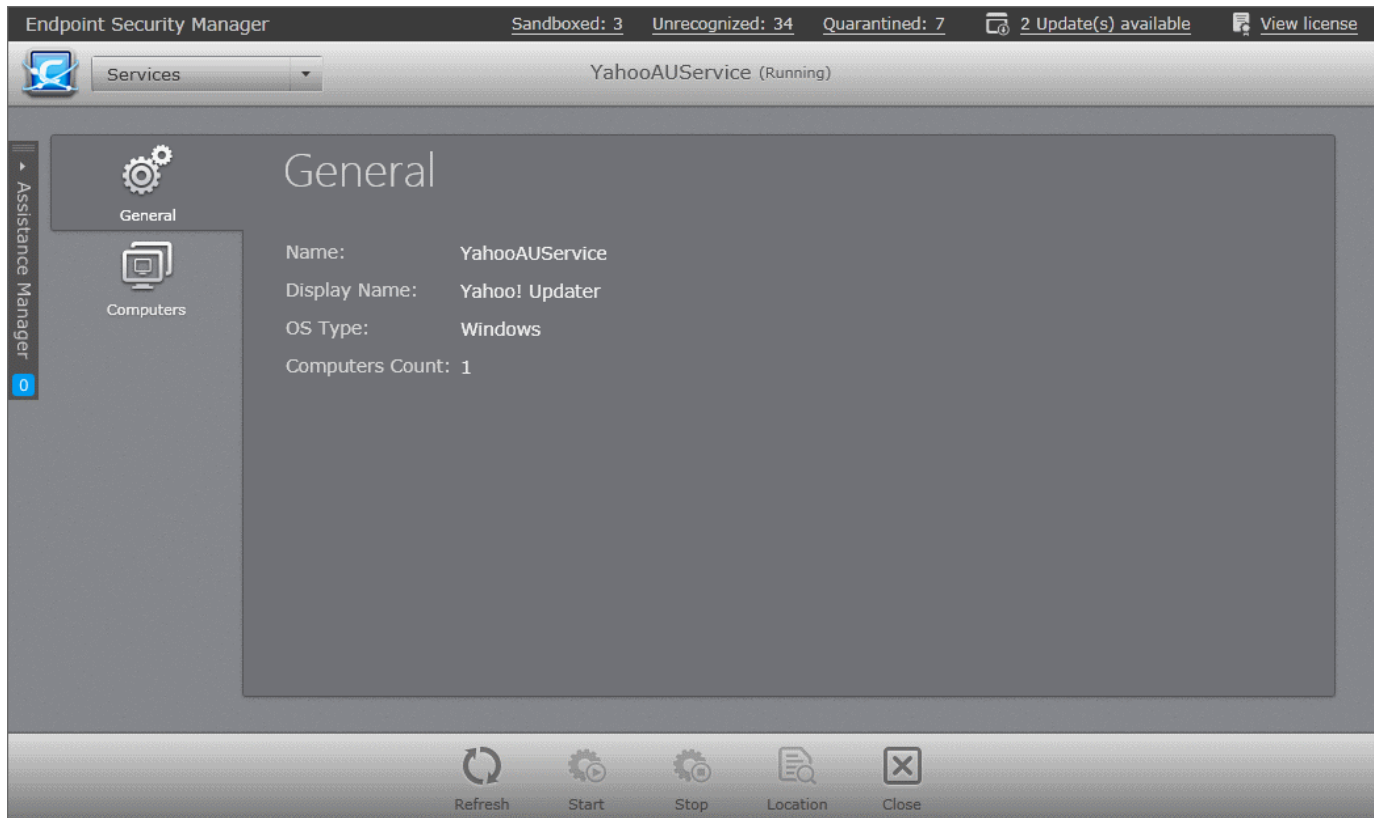 Endpoint Security Manager Sandboxed: 3 Unrecognized: 34 Quarantined: 7 2 Update(s) available View license
Services YahooAUService (Running)
Assistance Manager 0
General
Computers
General
Name: YahooAUService
Display Name: Yahoo! Updater
OS Type: Windows
Computers Count: 1
Refresh Start Stop Location Close